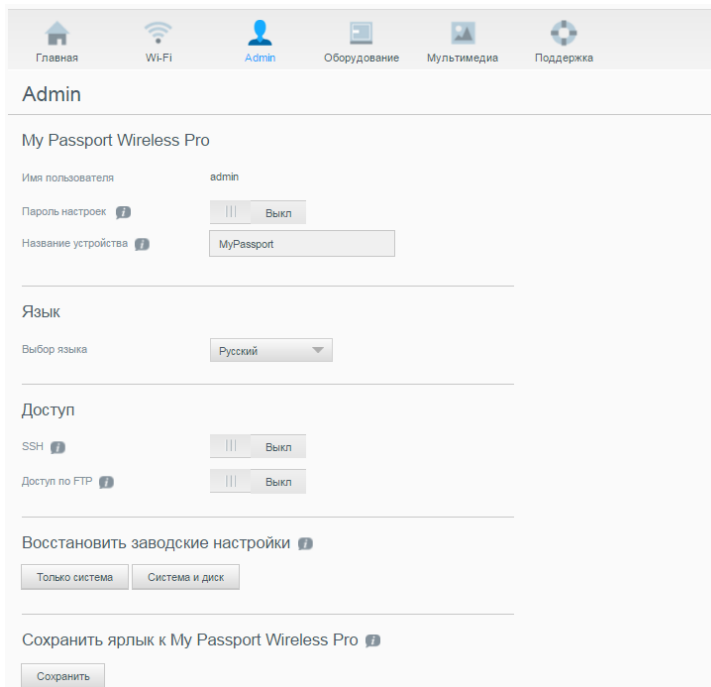 Главная Wi-Fi Admin Оборудование Мультимедиа Поддержка
Admin
My Passport Wireless Pro
Имя пользователя admin
Пароль настроек i Выкл
Название устройства i MyPassport
Язык
Выбор языка Русский
Доступ
SSH i Выкл
Доступ по FTP i Выкл
Восстановить заводские настройки i
Только система Система и диск
Сохранить ярлык к My Passport Wireless Pro i
Сохранить